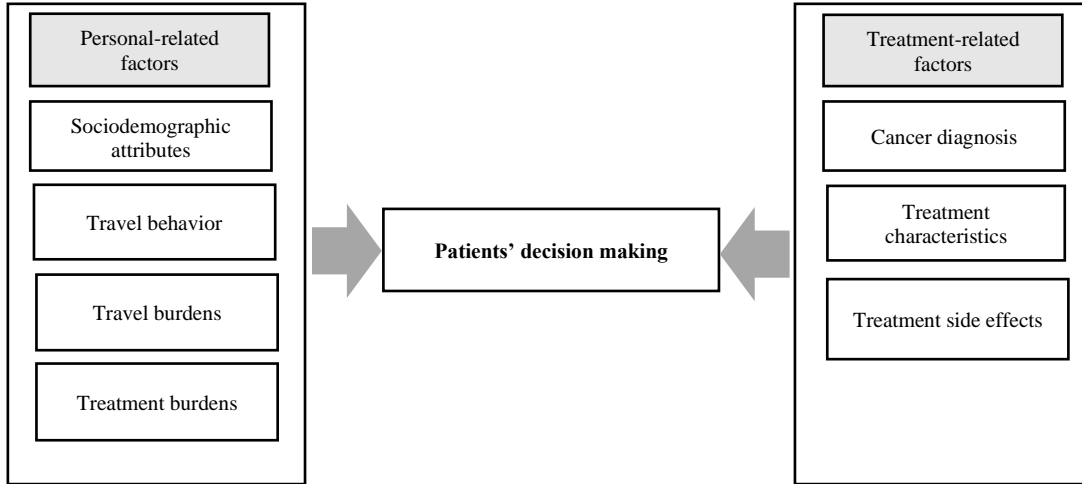 Personal-related
factors
Sociodemographic
attributes
Travel behavior
Travel burdens
Treatment burdens
Patients’ decision making
Treatment-related
factors
Cancer diagnosis
Treatment
characteristics
Treatment side effects